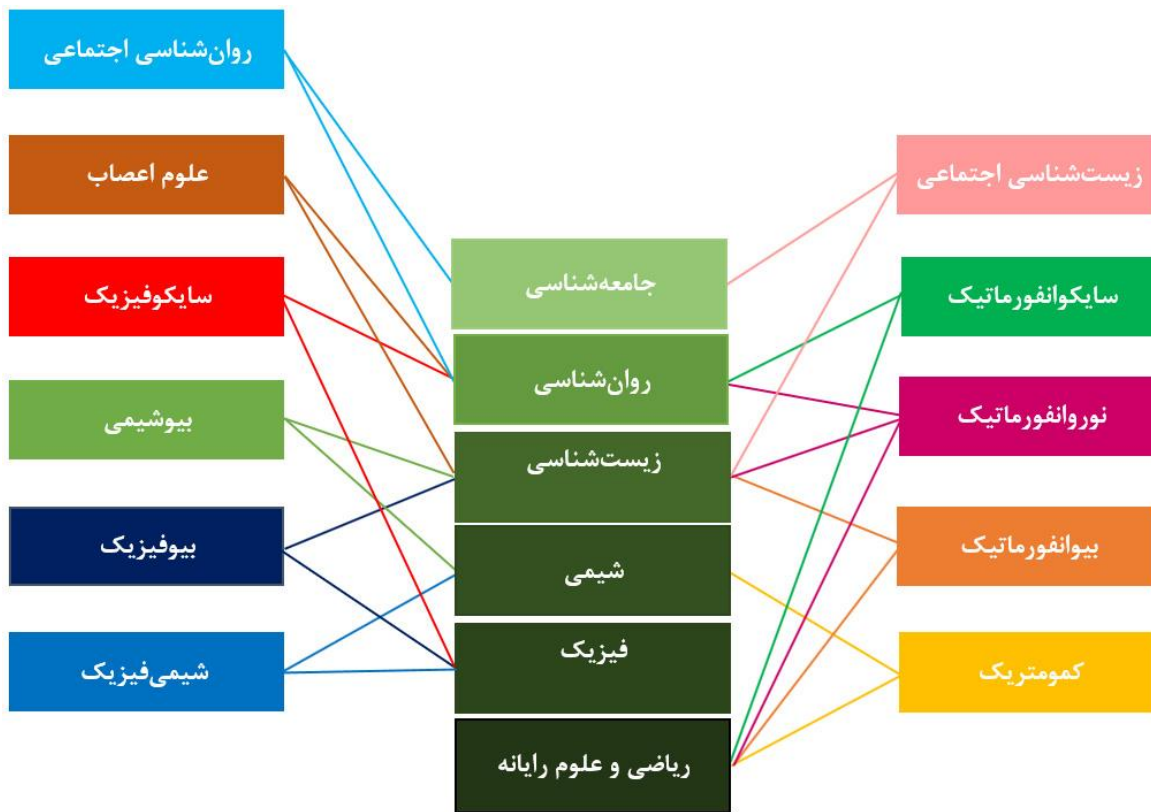 روان‌شناسی اجتماعی
علوم اعصاب
سایکوفیزیک
بیوشیمی
بیوفیزیک
شیمی‌فیزیک
جامعه‌شناسی
روان‌شناسی
زیست‌شناسی
شیمی
فیزیک
ریاضی و علوم رایانه
زیست‌شناسی اجتماعی
سایکوانفورماتیک
نوروانفورماتیک
بیوانفورماتیک
کمومتریک